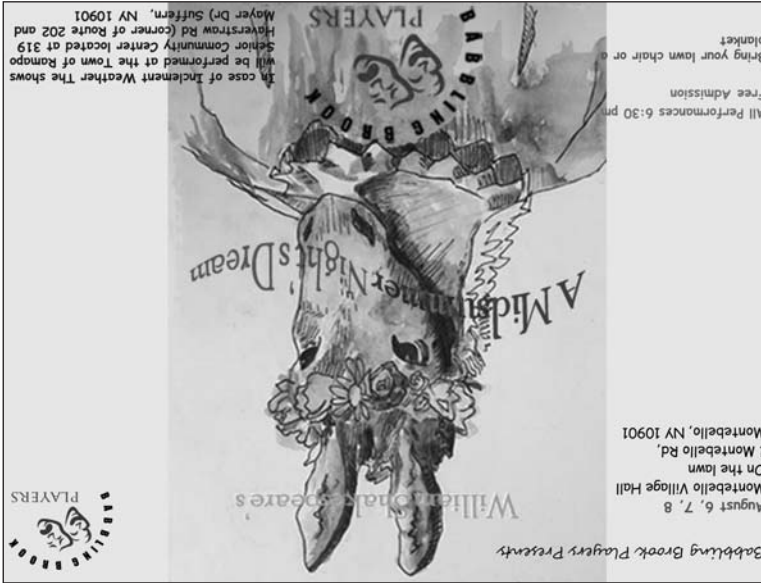 Babbling Brook Players Presents
August 6, 7, 8
Montebello Village Hall
On the lawn
Montebello Rd,
Montebello, NY 10901
BABBLING BROOK
PLAYERS
William Shakespeare's
A Midsummer Night's Dream
All Performances 6:30 pm
Free Admission
Bring your lawn chair or a
blanket
BABBLING BROOK
PLAYERS
In case of Inclement Weather The shows
will be performed at the Town of Ramapo
Senior Community Center located at 319
Haverstraw Rd (corner of Route 202 and
Mayer Dr) Suffern, NY 10901